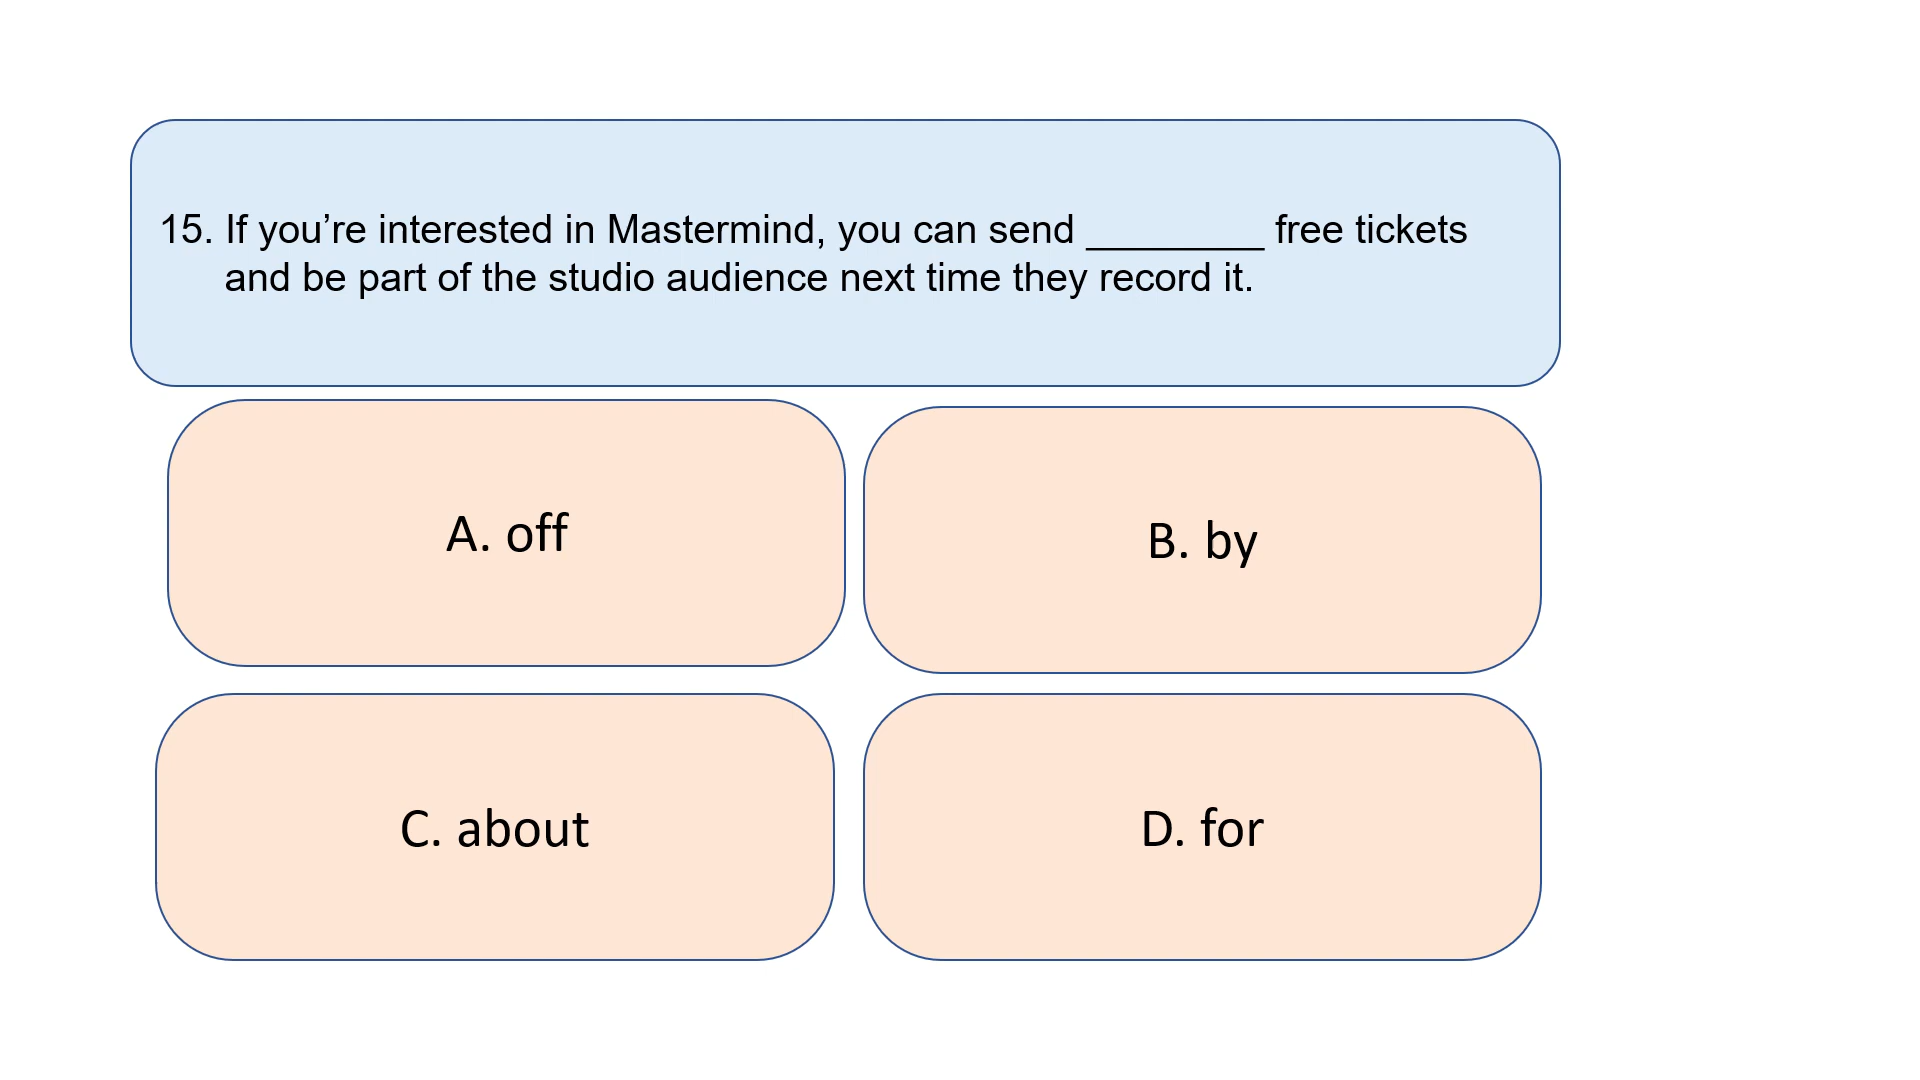 15. If you’re interested in Mastermind, you can send ________ free tickets
and be part of the studio audience next time they record it.
A. off
B. by
C. about
D. for